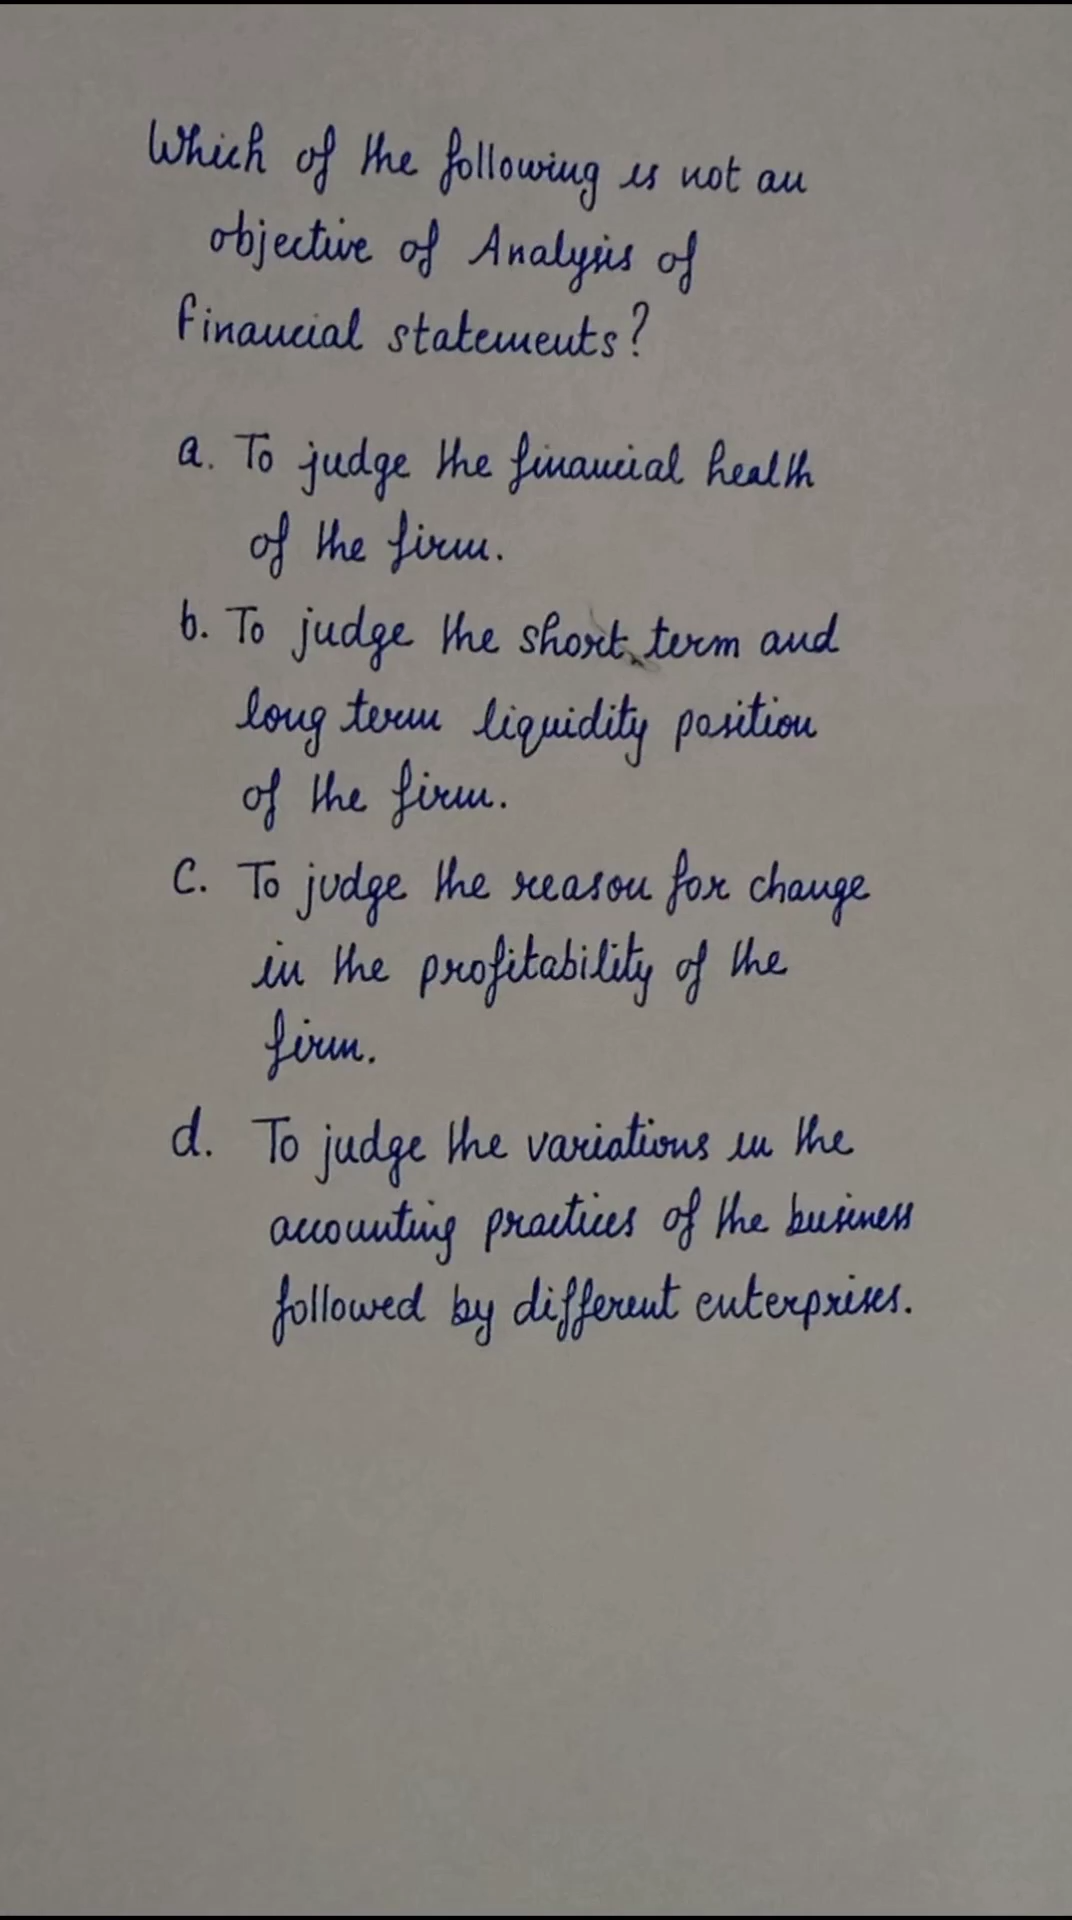 Which of the following is not an
objective of Analysis of
financial statements?
a. To judge the financial health
of the firm.
b. To judge the short term and
long term liquidity position
of the firm.
C. To judge the reason for change
in the profitability of the
firm.
d. To judge the variations in the
accounting practices of the business
followed by different enterprises.